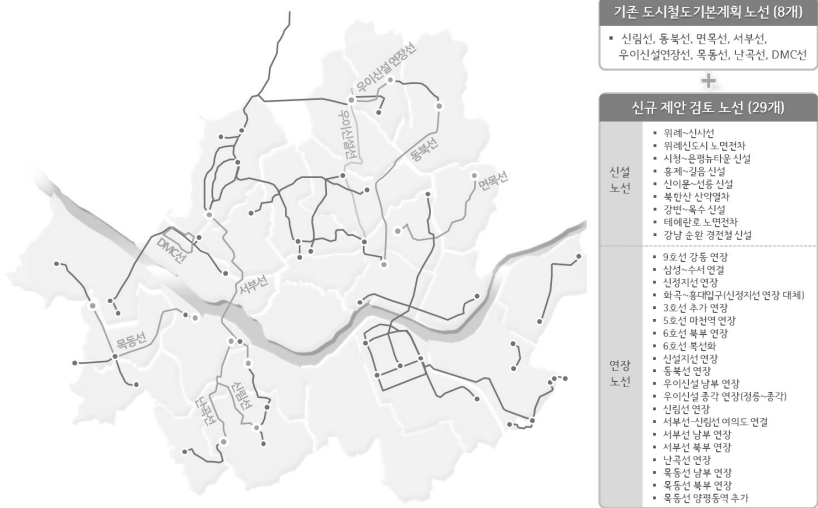 기존 도시철도기본계획 노선 (8개)
▪ 신림선, 동북선, 면목선, 서부선,
우이신설연장선, 목동선, 난곡선, DMC선
+
신규 제안 검토 노선 (29개)
신설
노선
▪ 위례~신사선
▪ 위례신도시 노면전차
▪ 시청~은평뉴타운 신설
▪ 홍제~길음 신설
▪ 신이문~선릉 신설
▪ 북한산 산악열차
▪ 강변~옥수 신설
▪ 테헤란로 노면전차
▪ 강남 순환 경전철 신설
연장
노선
▪ 9호선 강동 연장
▪ 삼성~수서 연결
▪ 신정지선 연장
▪ 화곡~홍대입구(신정지선 연장 대체)
▪ 3호선 추가 연장
▪ 5호선 마천역 연장
▪ 6호선 북부 연장
▪ 6호선 복선화
▪ 신설지선 연장
▪ 동북선 연장
▪ 우이신설 남부 연장
▪ 우이신설 종각 연장(정릉~종각)
▪ 신림선 연장
▪ 서부선-신림선 여의도 연결
▪ 서부선 남부 연장
▪ 서부선 북부 연장
▪ 난곡선 연장
▪ 목동선 남부 연장
▪ 목동선 북부 연장
▪ 목동선 양평동역 추가
우이신설연장선
우이신설선
동북선
면목선
DMC선
서부선
목동선
난곡선
신림선